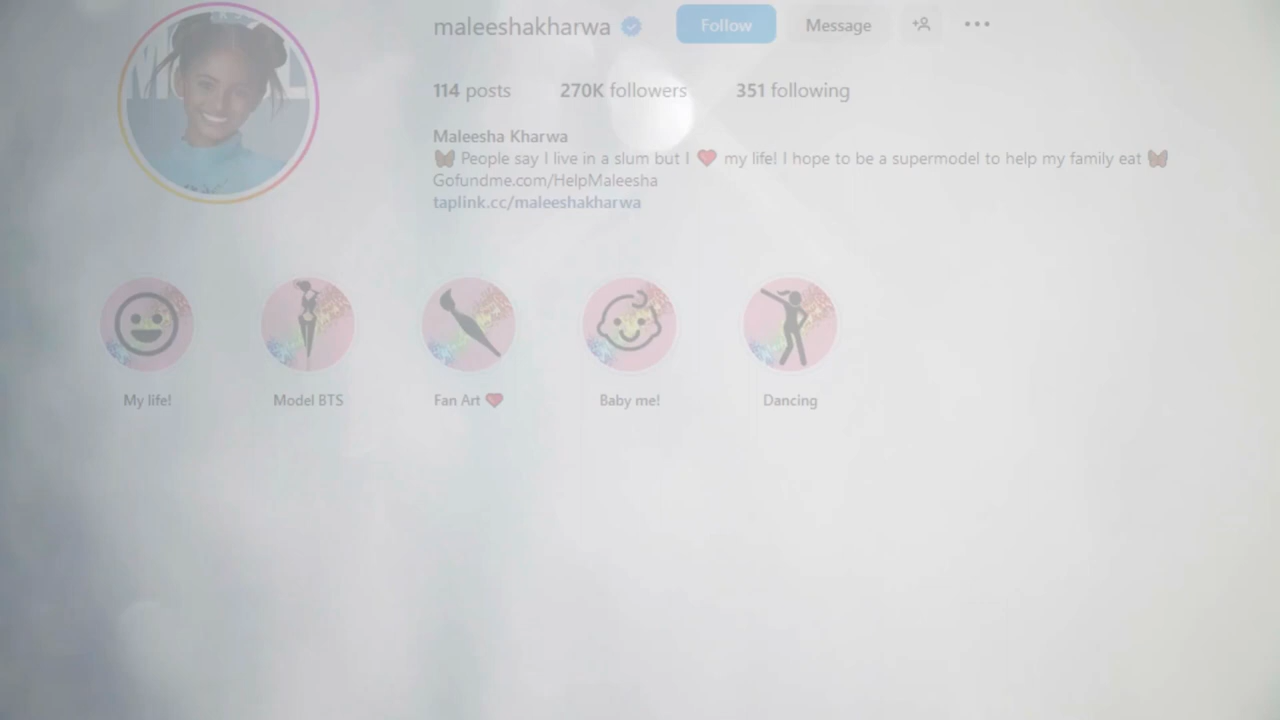 maleeshakharwa Follow Message
114 posts 270K followers 351 following
Maleesha Kharwa
🦋 People say I live in a slum but I ❤️ my life! I hope to be a supermodel to help my family eat 🦋
Gofundme.com/HelpMaleesha
taplink.cc/maleeshakharwa
My life! Model BTS Fan Art ❤️ Baby me! Dancing